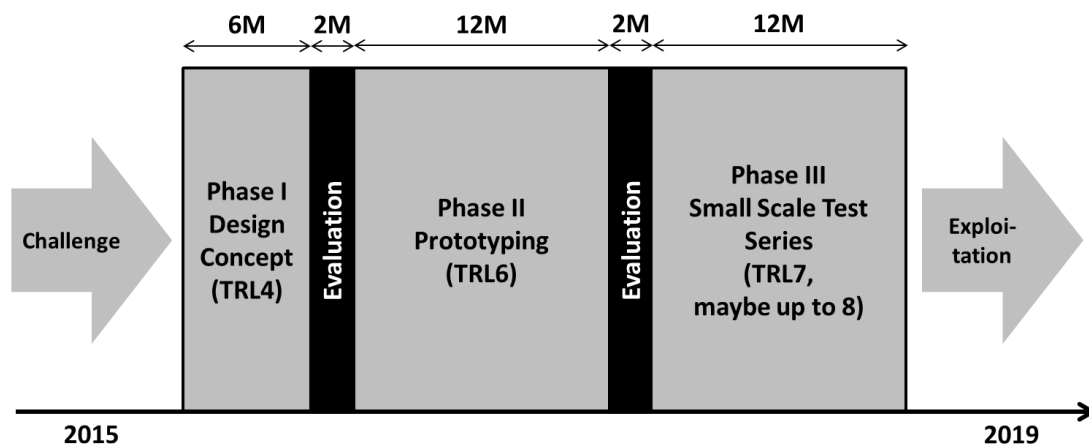 6M
2M
12M
2M
12M
Challenge
Phase I
Design
Concept
(TRL4)
Evaluation
Phase II
Prototyping
(TRL6)
Evaluation
Phase III
Small Scale Test
Series
(TRL7,
maybe up to 8)
Exploi-
tation
2015
2019